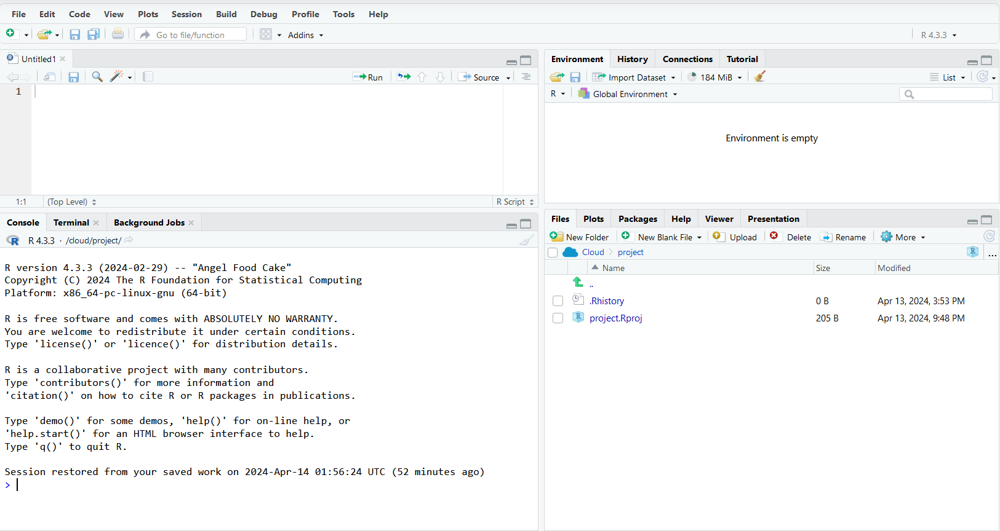 File Edit Code View Plots Session Build Debug Profile Tools Help
Go to file/function Addins R 4.3.3
Untitled1
Run Source
1
1:1 (Top Level) R Script
Console Terminal Background Jobs
R 4.3.3 · /cloud/project/
R version 4.3.3 (2024-02-29) -- "Angel Food Cake"
Copyright (C) 2024 The R Foundation for Statistical Computing
Platform: x86_64-pc-linux-gnu (64-bit)
R is free software and comes with ABSOLUTELY NO WARRANTY.
You are welcome to redistribute it under certain conditions.
Type 'license()' or 'licence()' for distribution details.
R is a collaborative project with many contributors.
Type 'contributors()' for more information and
'citation()' on how to cite R or R packages in publications.
Type 'demo()' for some demos, 'help()' for on-line help, or
'help.start()' for an HTML browser interface to help.
Type 'q()' to quit R.
Session restored from your saved work on 2024-Apr-14 01:56:24 UTC (52 minutes ago)
>
Environment History Connections Tutorial
Import Dataset 184 MiB List
R Global Environment
Environment is empty
Files Plots Packages Help Viewer Presentation
New Folder New Blank File Upload Delete Rename More
Cloud project ...
Name Size Modified
..
.Rhistory 0 B Apr 13, 2024, 3:53 PM
project.Rproj 205 B Apr 13, 2024, 9:48 PM